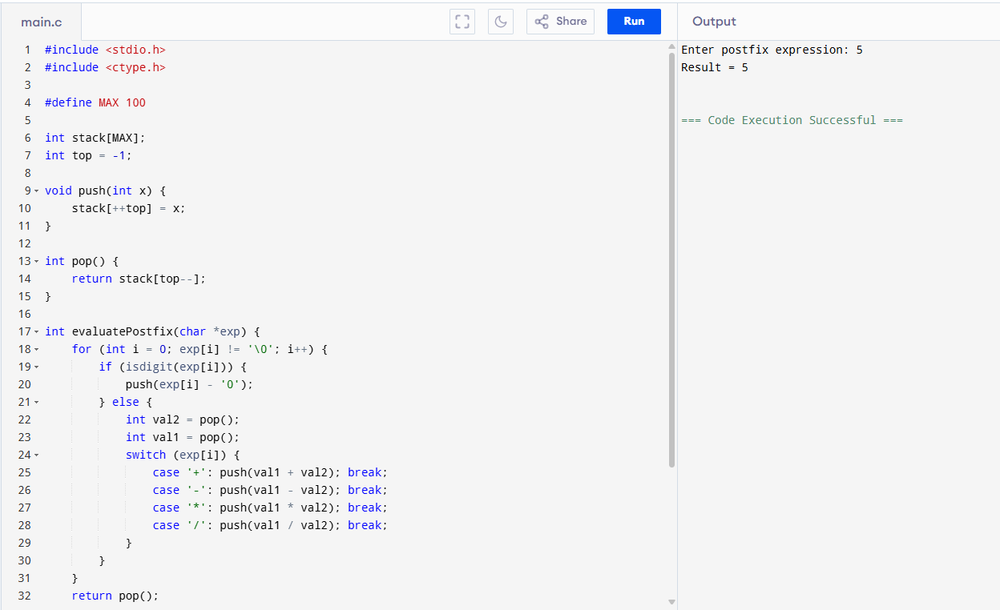 main.c
Share
Run
Output
1 #include <stdio.h>
2 #include <ctype.h>
3
4 #define MAX 100
5
6 int stack[MAX];
7 int top = -1;
8
9 void push(int x) {
10     stack[++top] = x;
11 }
12
13 int pop() {
14     return stack[top--];
15 }
16
17 int evaluatePostfix(char *exp) {
18     for (int i = 0; exp[i] != '\0'; i++) {
19         if (isdigit(exp[i])) {
20             push(exp[i] - '0');
21         } else {
22             int val2 = pop();
23             int val1 = pop();
24             switch (exp[i]) {
25                 case '+': push(val1 + val2); break;
26                 case '-': push(val1 - val2); break;
27                 case '*': push(val1 * val2); break;
28                 case '/': push(val1 / val2); break;
29             }
30         }
31     }
32     return pop();
Enter postfix expression: 5
Result = 5
=== Code Execution Successful ===